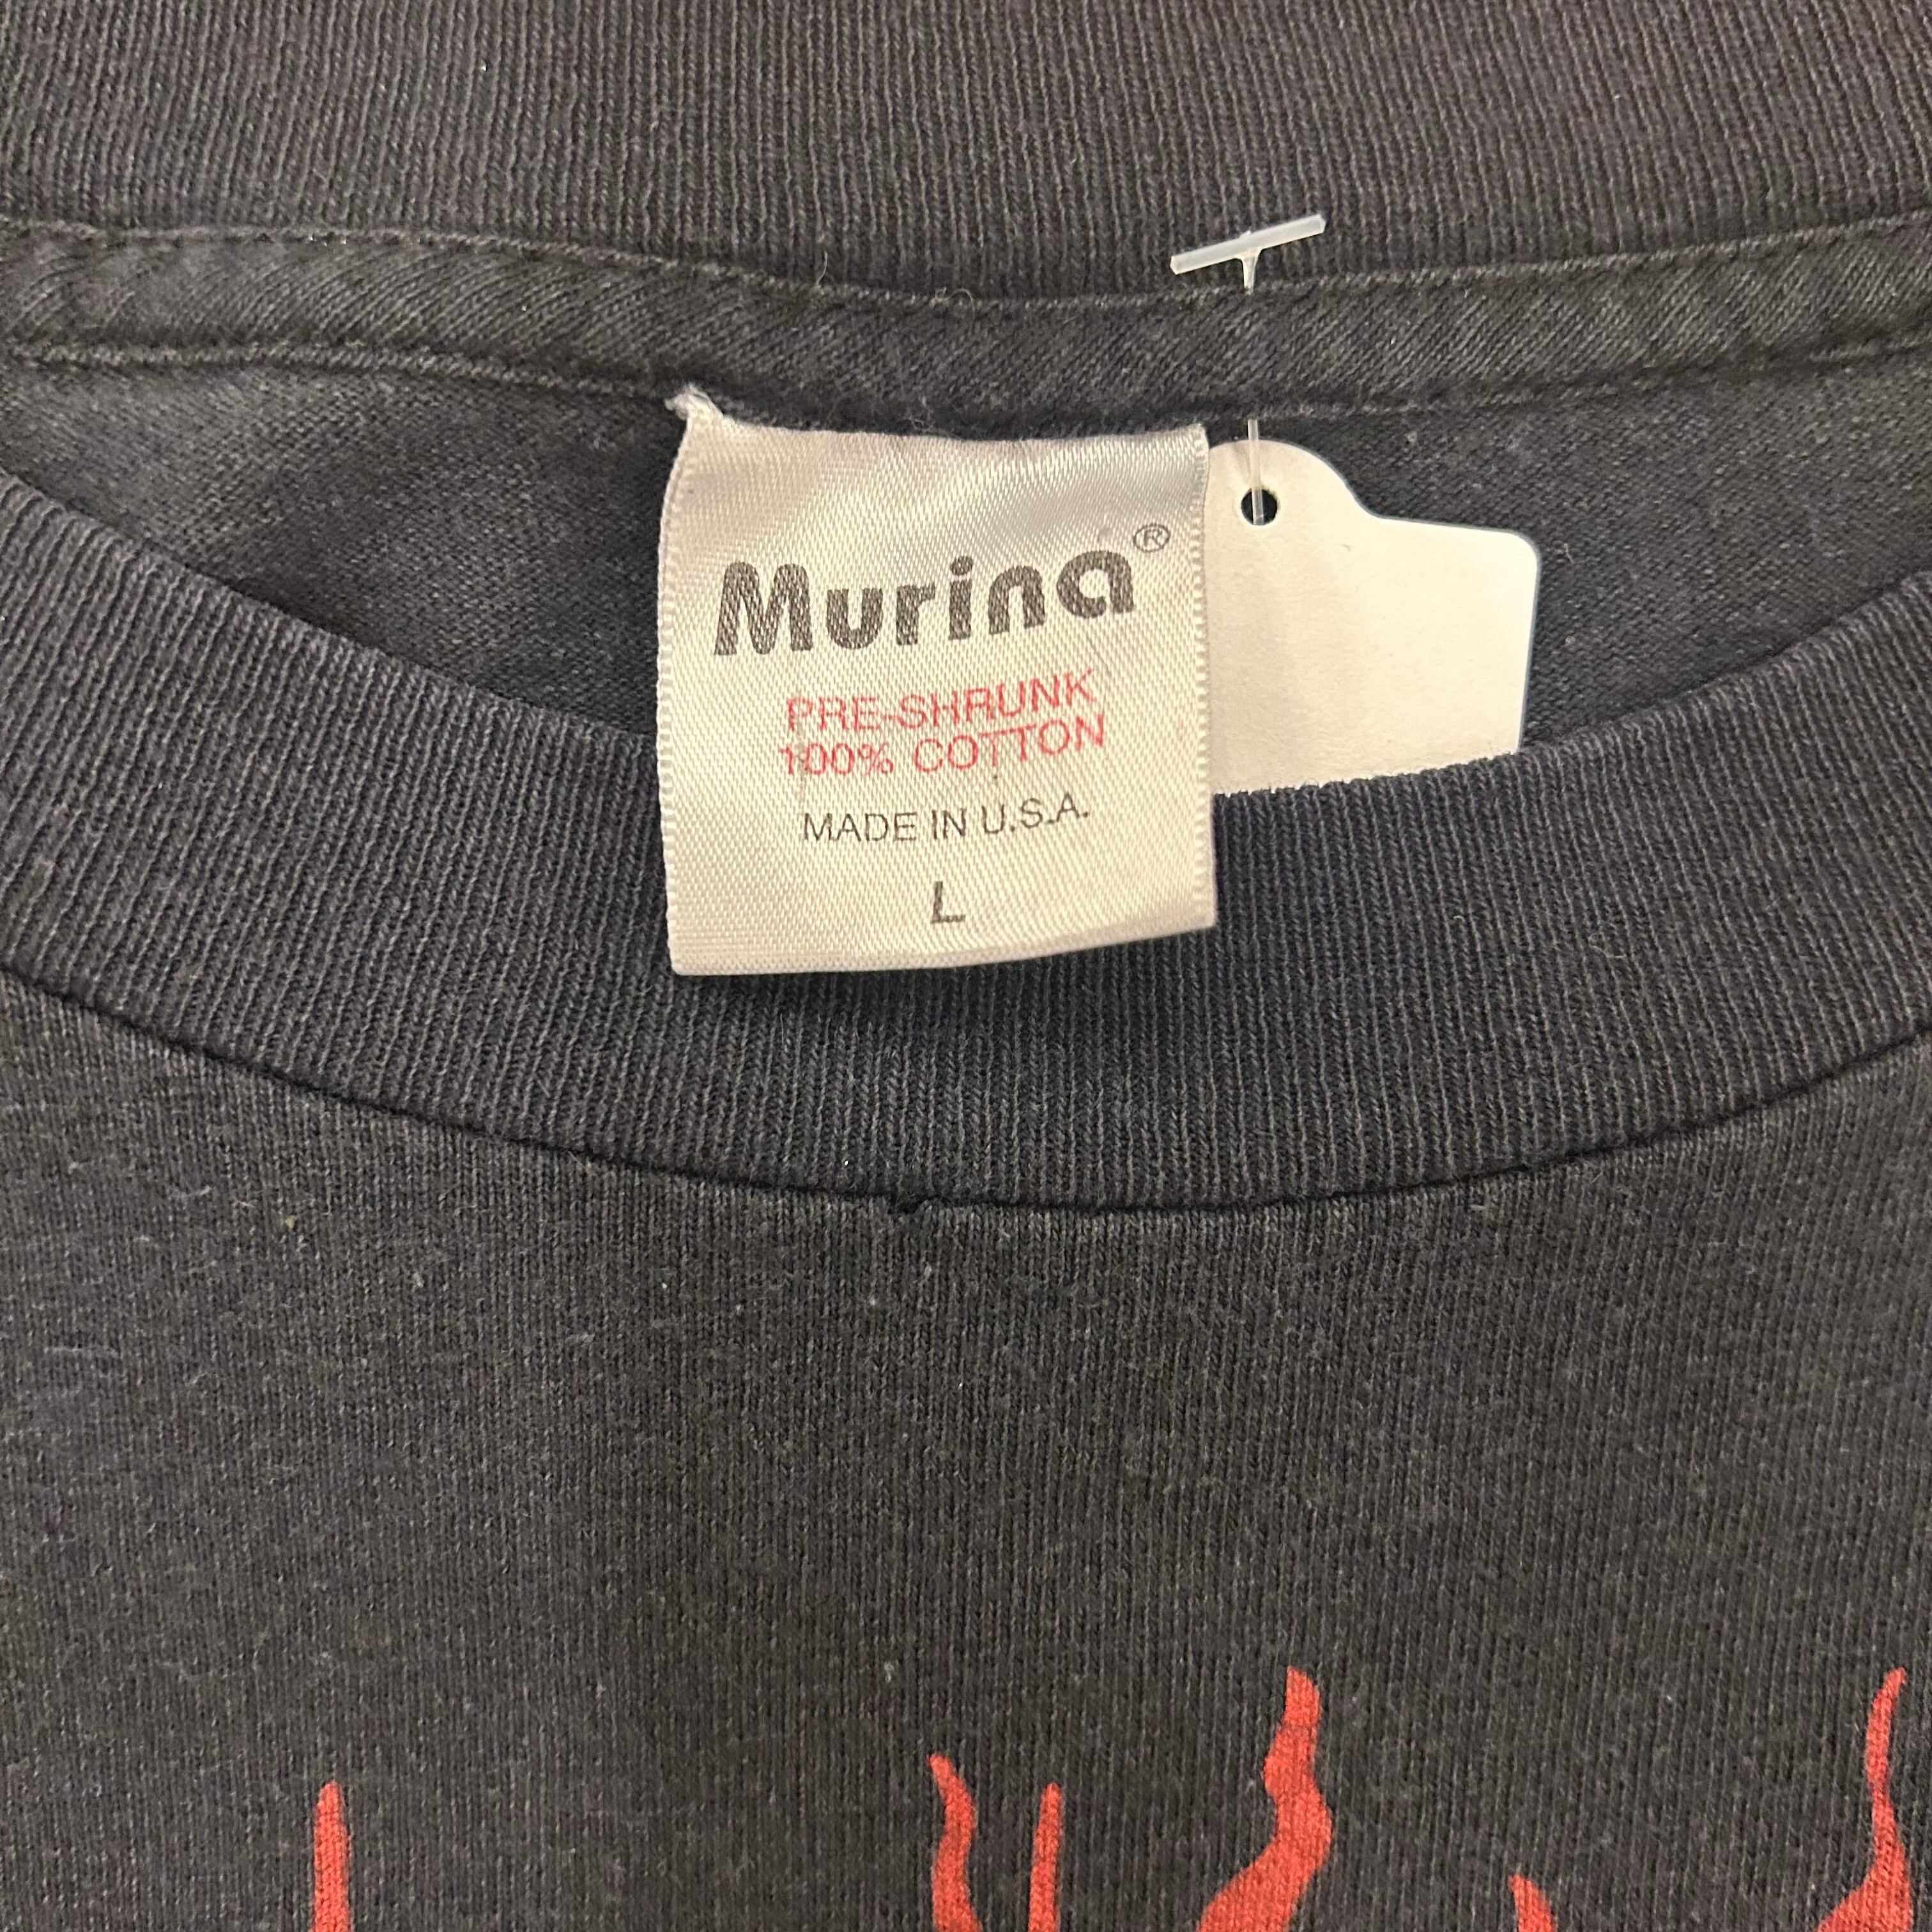 Murina®
PRE-SHRUNK
100% COTTON
MADE IN U.S.A.
L